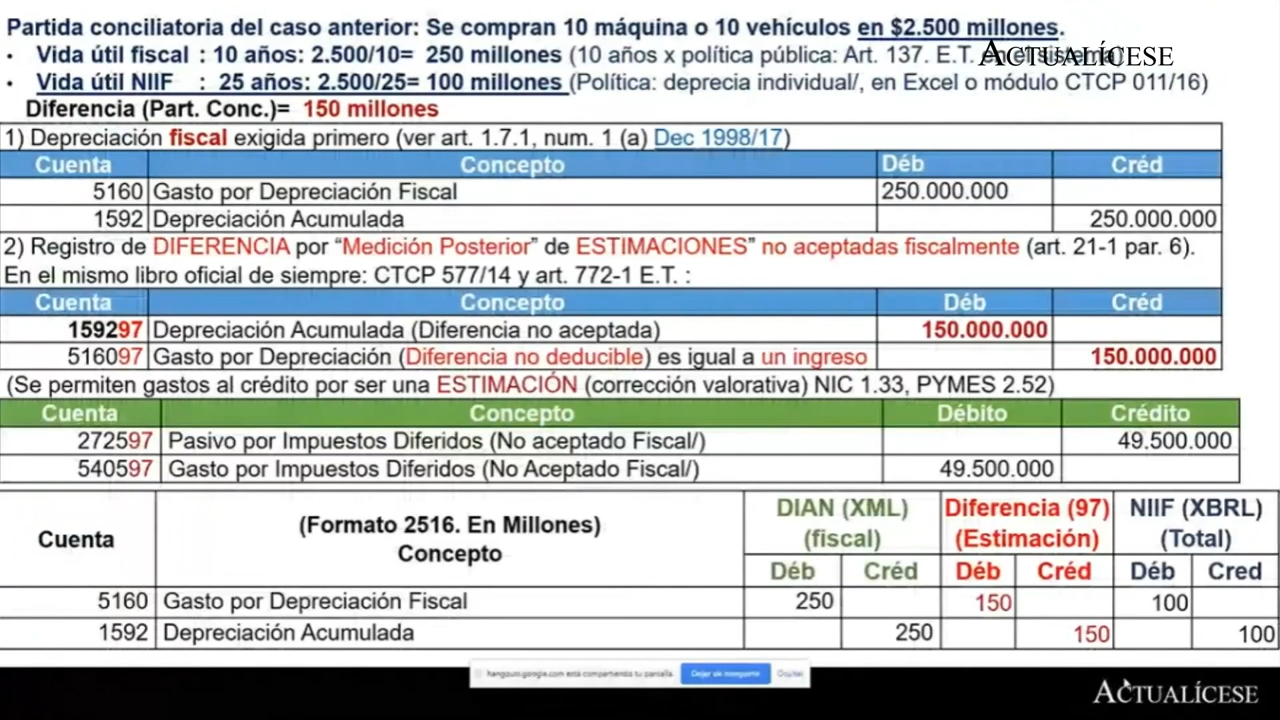 Partida conciliatoria del caso anterior: Se compran 10 máquina o 10 vehículos en $2.500 millones.
• Vida útil fiscal : 10 años: 2.500/10= 250 millones (10 años x política pública: Art. 137. E.T.
ACTUALÍCESE
• Vida útil NIIF : 25 años: 2.500/25= 100 millones (Política: deprecia individual/, en Excel o módulo CTCP 011/16)
Diferencia (Part. Conc.)= 150 millones
1) Depreciación fiscal exigida primero (ver art. 1.7.1, num. 1 (a) Dec 1998/17)
Cuenta Concepto Déb Créd
5160 Gasto por Depreciación Fiscal 250.000.000
1592 Depreciación Acumulada 250.000.000
2) Registro de DIFERENCIA por “Medición Posterior” de ESTIMACIONES” no aceptadas fiscalmente (art. 21-1 par. 6).
En el mismo libro oficial de siempre: CTCP 577/14 y art. 772-1 E.T. :
Cuenta Concepto Déb Créd
159297 Depreciación Acumulada (Diferencia no aceptada) 150.000.000
516097 Gasto por Depreciación (Diferencia no deducible) es igual a un ingreso 150.000.000
(Se permiten gastos al crédito por ser una ESTIMACIÓN (corrección valorativa) NIC 1.33, PYMES 2.52)
Cuenta Concepto Débito Crédito
272597 Pasivo por Impuestos Diferidos (No aceptado Fiscal/) 49.500.000
540597 Gasto por Impuestos Diferidos (No Aceptado Fiscal/) 49.500.000
Cuenta (Formato 2516. En Millones) Concepto DIAN (XML) (fiscal) Diferencia (97) (Estimación) NIIF (XBRL) (Total)
Déb Créd Déb Créd Déb Cred
5160 Gasto por Depreciación Fiscal 250 150 100
1592 Depreciación Acumulada 250 150 100
hangouts.google.com está compartiendo tu pantalla. Dejar de compartir Ocultar
ACTUALÍCESE